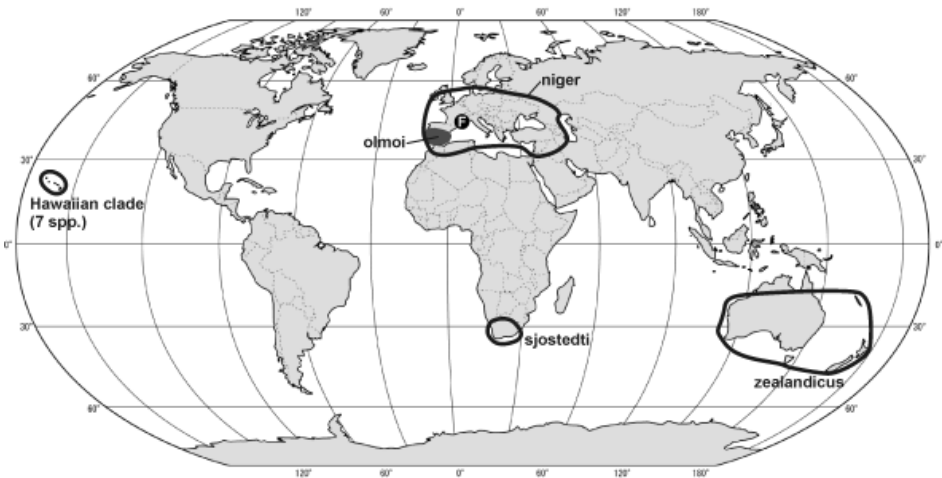 120° 60° 0° 60° 120° 180°
60° 60°
niger
F
olmoi
30° 30°
Hawaiian clade
(7 spp.)
0° 0°
30° 30°
sjostedti
zealandicus
60° 60°
120° 60° 0° 60° 120° 180°